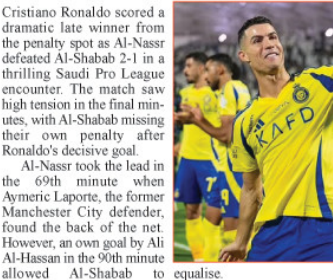 Cristiano Ronaldo scored a
dramatic late winner from
the penalty spot as Al-Nassr
defeated Al-Shabab 2-1 in a
thrilling Saudi Pro League
encounter. The match saw
high tension in the final min-
utes, with Al-Shabab missing
their own penalty after
Ronaldo's decisive goal.
Al-Nassr took the lead in
the 69th minute when
Aymeric Laporte, the former
Manchester City defender,
found the back of the net.
However, an own goal by Ali
Al-Hassan in the 90th minute
allowed Al-Shabab to equalise.
KAFD